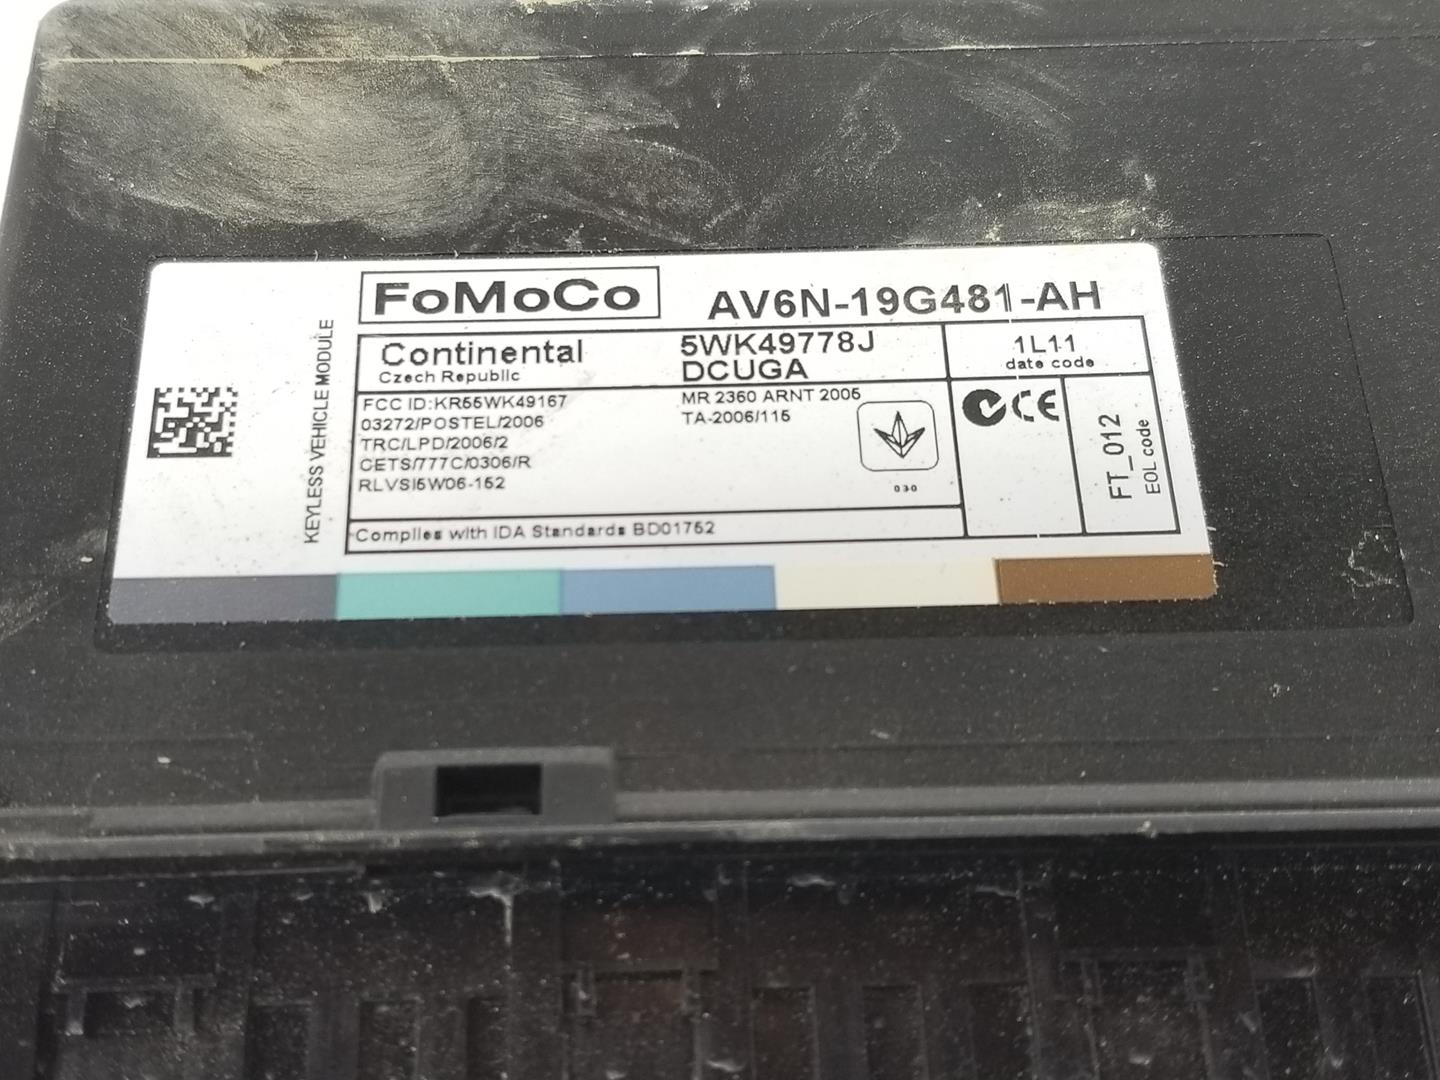 FoMoCo
AV6N-19G481-AH
KEYLESS VEHICLE MODULE
Continental
Czech Republic
5WK49778J
DCUGA
1L11
date code
FCC ID:KR55WK49167
03272/POSTEL/2006
TRC/LPD/2006/2
CETS/777C/0306/R
RLVSI5W06-152
MR 2360 ARNT 2005
TA-2006/115
030
CE
FT_012
EOL code
Complies with IDA Standards BD01752